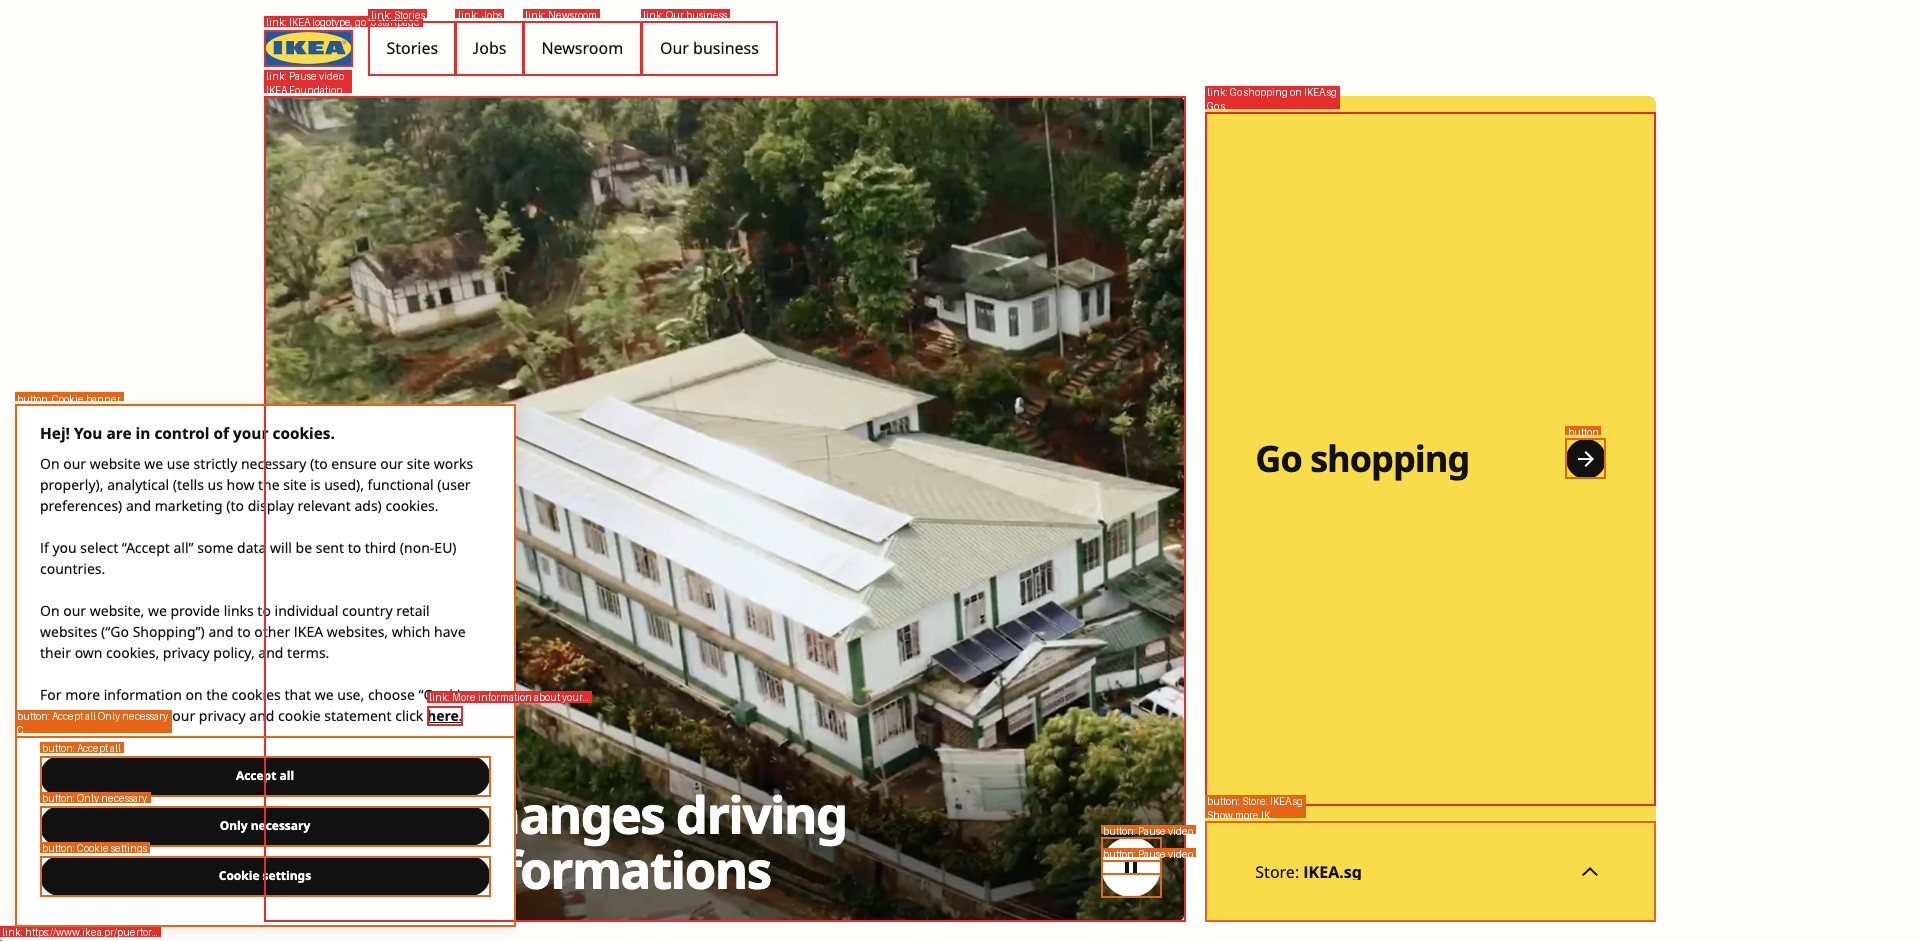 link: IKEA logotype, go to startpage
link: Stories
link: Jobs
link: Newsroom
link: Our business
IKEA
Stories
Jobs
Newsroom
Our business
link: Pause video
IKEA Foundation
link: Go shopping on IKEA.sg
Go s...
button: Cookie banner
Hej! You are in control of your cookies.
On our website we use strictly necessary (to ensure our site works
properly), analytical (tells us how the site is used), functional (user
preferences) and marketing (to display relevant ads) cookies.
If you select “Accept all” some data will be sent to third (non-EU)
countries.
On our website, we provide links to individual country retail
websites (“Go Shopping”) and to other IKEA websites, which have
their own cookies, privacy policy, and terms.
For more information on the cookies that we use, choose
link: More information about your...
button: Accept all Only necessary
C...
our privacy and cookie statement click here.
button: Accept all
Accept all
button: Only necessary
Only necessary
button: Cookie settings
Cookie settings
link: https://www.ikea.pr/puertor...
anges driving
formations
button: Pause video
button: Pause video
button
Go shopping
button: Store: IKEA.sg
Show more IK...
Store: IKEA.sg